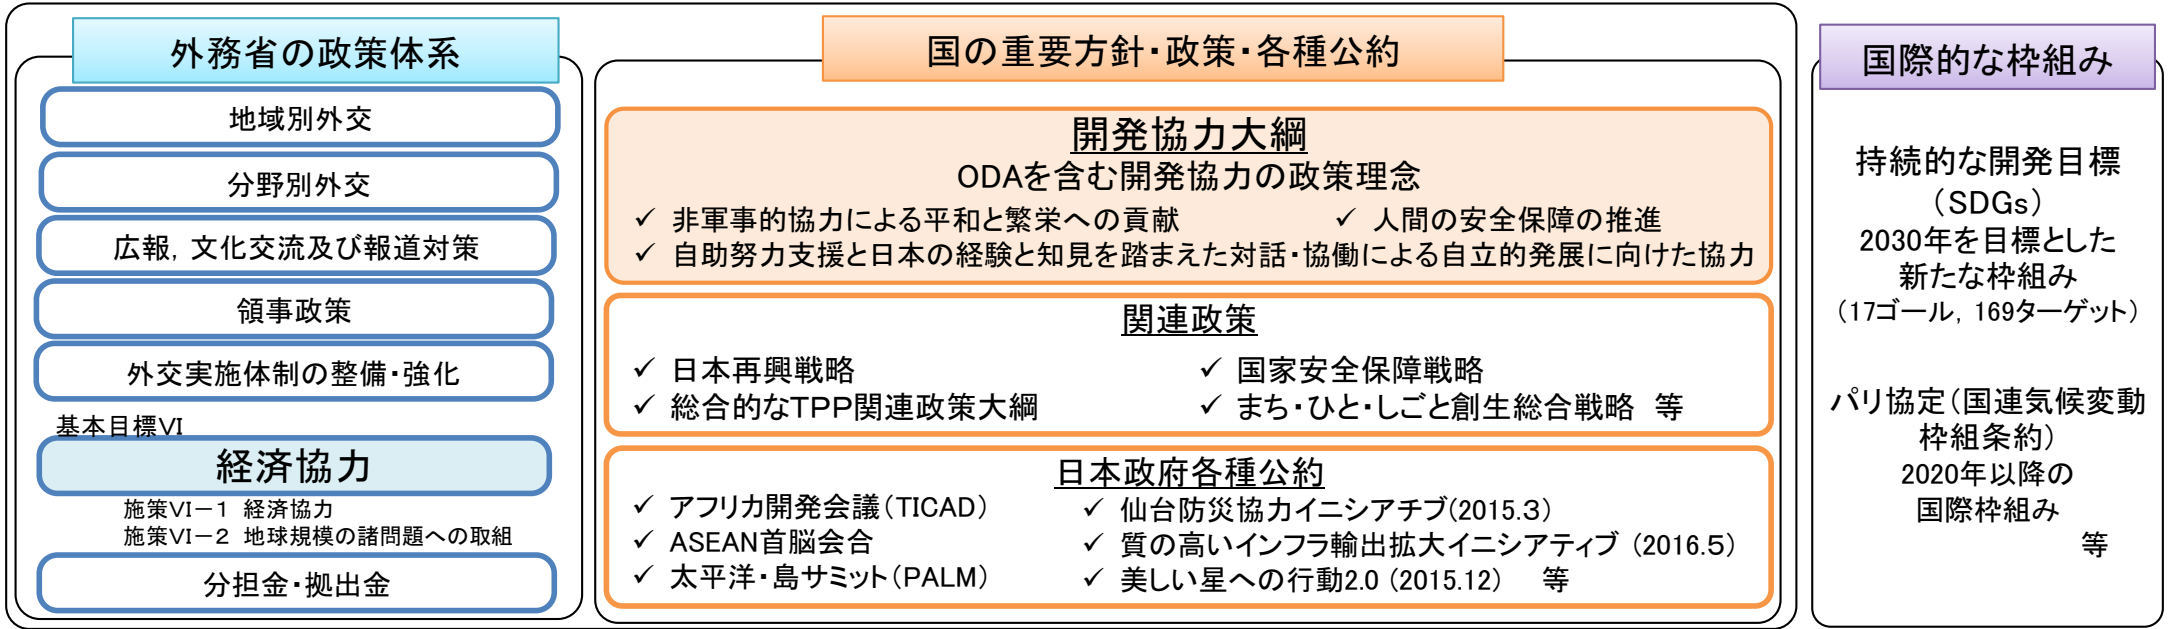 外務省の政策体系
地域別外交
分野別外交
広報，文化交流及び報道対策
領事政策
外交実施体制の整備・強化
基本目標Ⅵ
経済協力
施策Ⅵ－１ 経済協力
施策Ⅵ－２ 地球規模の諸問題への取組
分担金・拠出金
国の重要方針・政策・各種公約
開発協力大綱
ODAを含む開発協力の政策理念
✓ 非軍事的協力による平和と繁栄への貢献 ✓ 人間の安全保障の推進
✓ 自助努力支援と日本の経験と知見を踏まえた対話・協働による自立的発展に向けた協力
関連政策
✓ 日本再興戦略 ✓ 国家安全保障戦略
✓ 総合的なTPP関連政策大綱 ✓ まち・ひと・しごと創生総合戦略 等
日本政府各種公約
✓ アフリカ開発会議（TICAD） ✓ 仙台防災協力イニシアチブ(2015.３)
✓ ASEAN首脳会合 ✓ 質の高いインフラ輸出拡大イニシアティブ (2016.５)
✓ 太平洋・島サミット（PALM） ✓ 美しい星への行動2.0 (2015.12) 等
国際的な枠組み
持続的な開発目標
（SDGs）
2030年を目標とした
新たな枠組み
（17ゴール，169ターゲット）
パリ協定（国連気候変動
枠組条約）
2020年以降の
国際枠組み
等